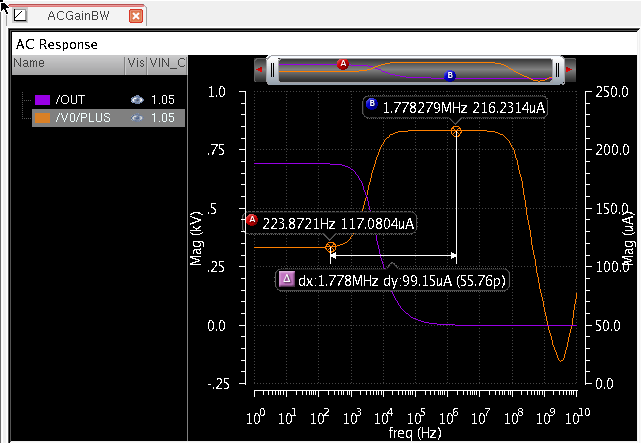 ACGainBW
AC Response
Name Vis VIN_C
/OUT 1.05
/V0/PLUS 1.05
A
B
1.0
.75
.5
.25
0.0
-.25
Mag (kV)
250.0
200.0
150.0
100.0
50.0
0.0
Mag (uA)
B 1.778279MHz 216.2314uA
A 223.8721Hz 117.0804uA
Δ dx:1.778MHz dy:99.15uA (55.76p)
10^0 10^1 10^2 10^3 10^4 10^5 10^6 10^7 10^8 10^9 10^10
freq (Hz)